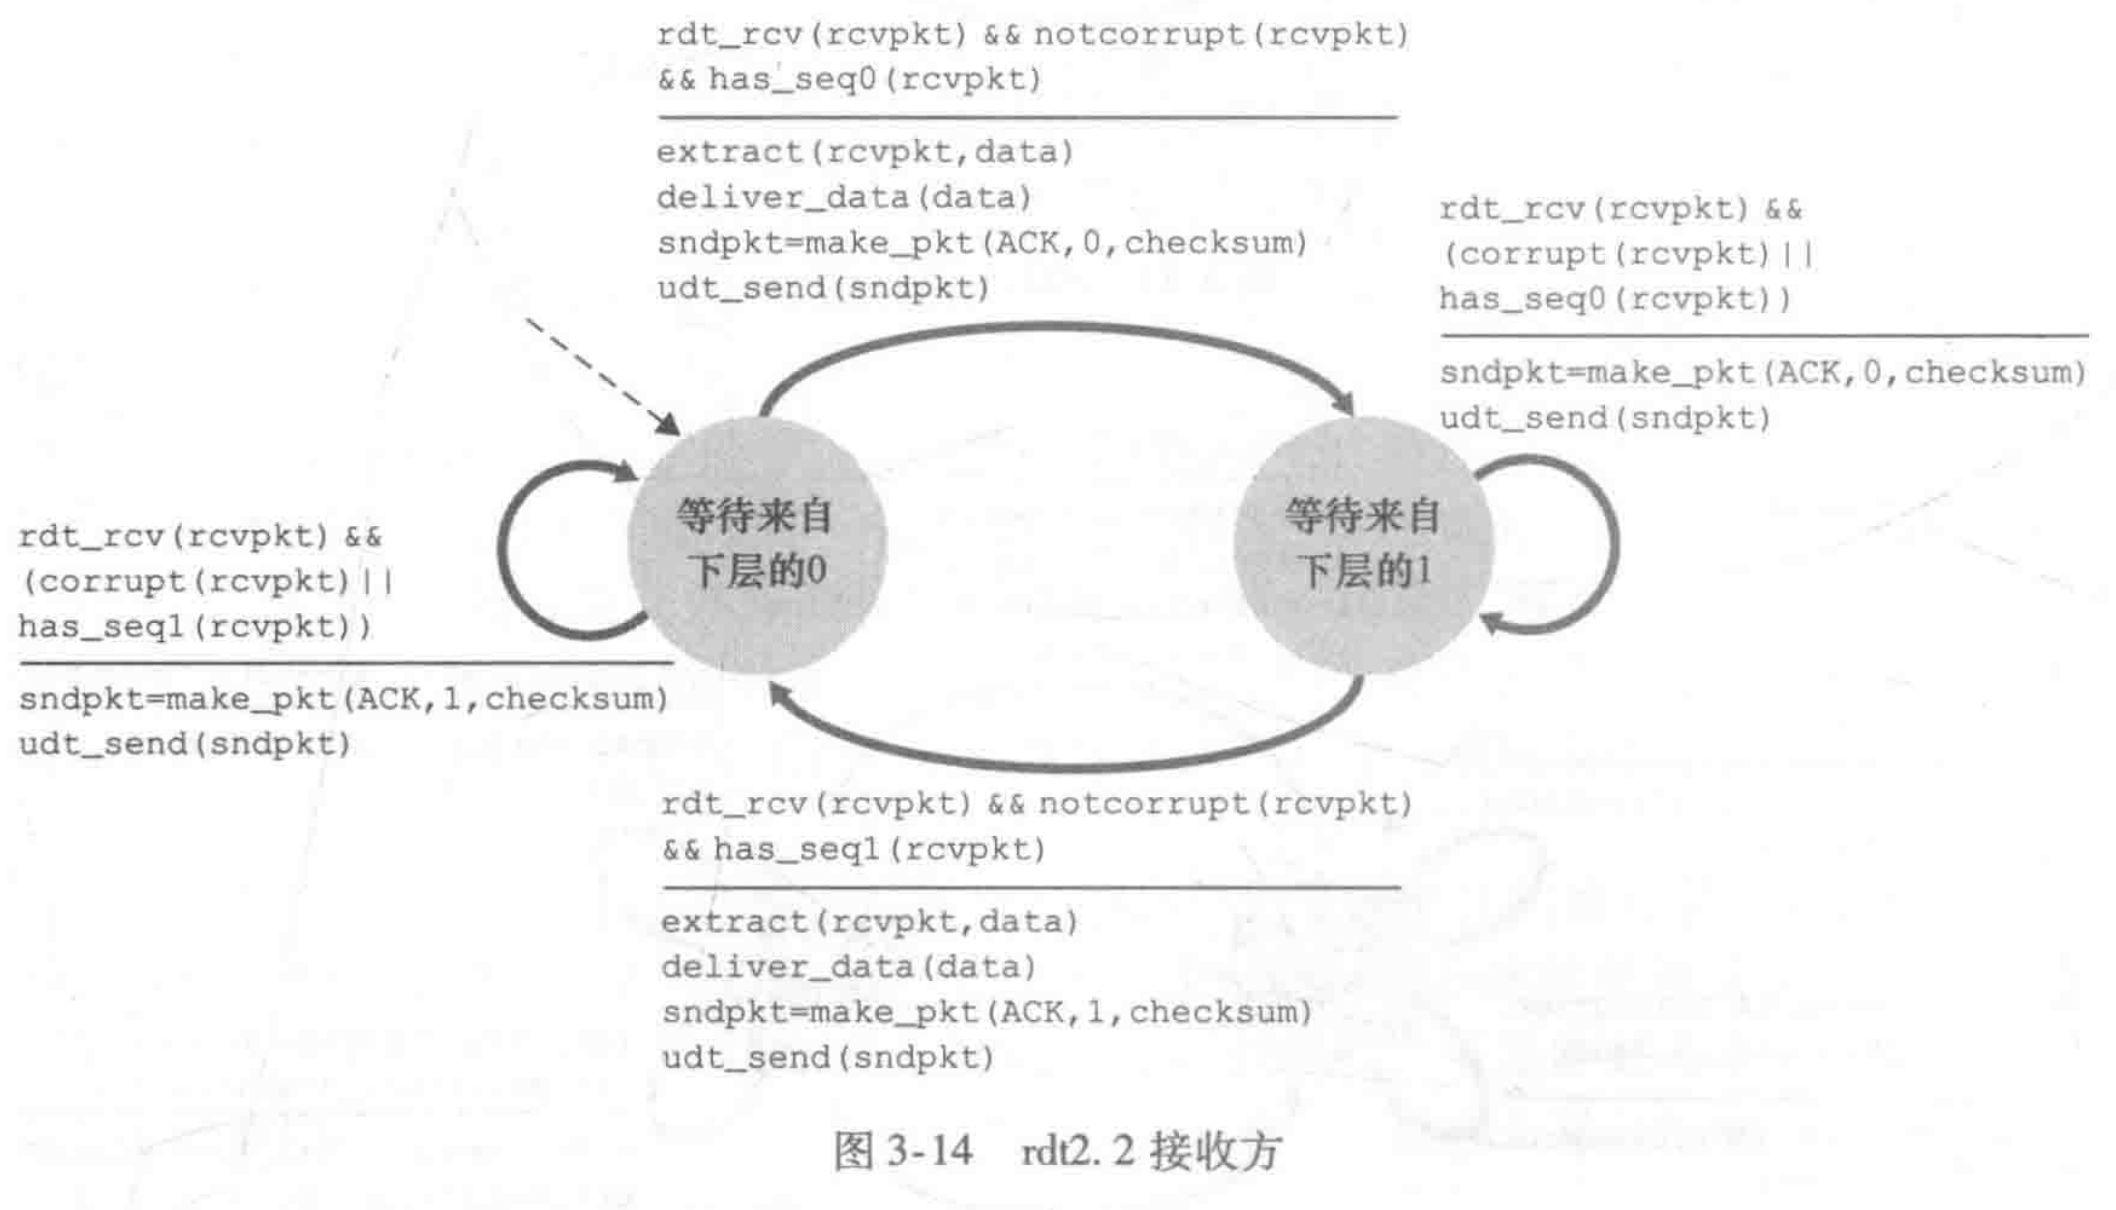 rdt_rcv(rcvpkt) && notcorrupt(rcvpkt)
&& has_seq0(rcvpkt)
extract(rcvpkt,data)
deliver_data(data)
sndpkt=make_pkt(ACK,0,checksum)
udt_send(sndpkt)
rdt_rcv(rcvpkt) &&
(corrupt(rcvpkt)||
has_seq0(rcvpkt))
sndpkt=make_pkt(ACK,0,checksum)
udt_send(sndpkt)
等待来自
下层的0
等待来自
下层的1
rdt_rcv(rcvpkt) &&
(corrupt(rcvpkt)||
has_seq1(rcvpkt))
sndpkt=make_pkt(ACK,1,checksum)
udt_send(sndpkt)
rdt_rcv(rcvpkt) && notcorrupt(rcvpkt)
&& has_seq1(rcvpkt)
extract(rcvpkt,data)
deliver_data(data)
sndpkt=make_pkt(ACK,1,checksum)
udt_send(sndpkt)
图 3-14 rdt2. 2 接收方